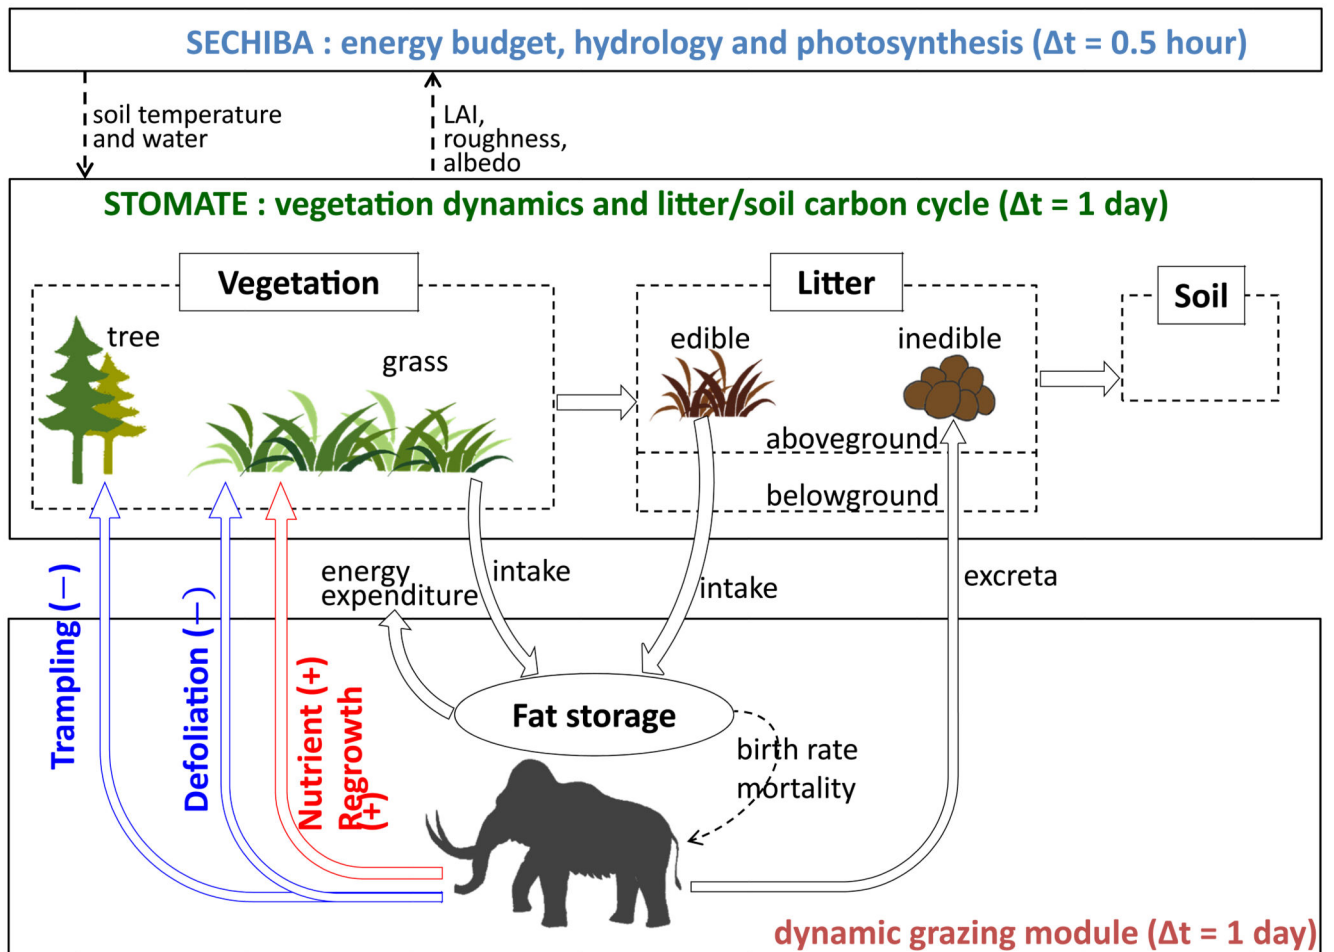 SECHIBA : energy budget, hydrology and photosynthesis (Δt = 0.5 hour)
soil temperature
and water
LAI,
roughness,
albedo
STOMATE : vegetation dynamics and litter/soil carbon cycle (Δt = 1 day)
Vegetation
Litter
Soil
tree
grass
edible
inedible
aboveground
belowground
Trampling (−)
Defoliation (−)
Nutrient (+)
Regrowth
(+)
energy
expenditure
intake
intake
excreta
Fat storage
birth rate
mortality
dynamic grazing module (Δt = 1 day)